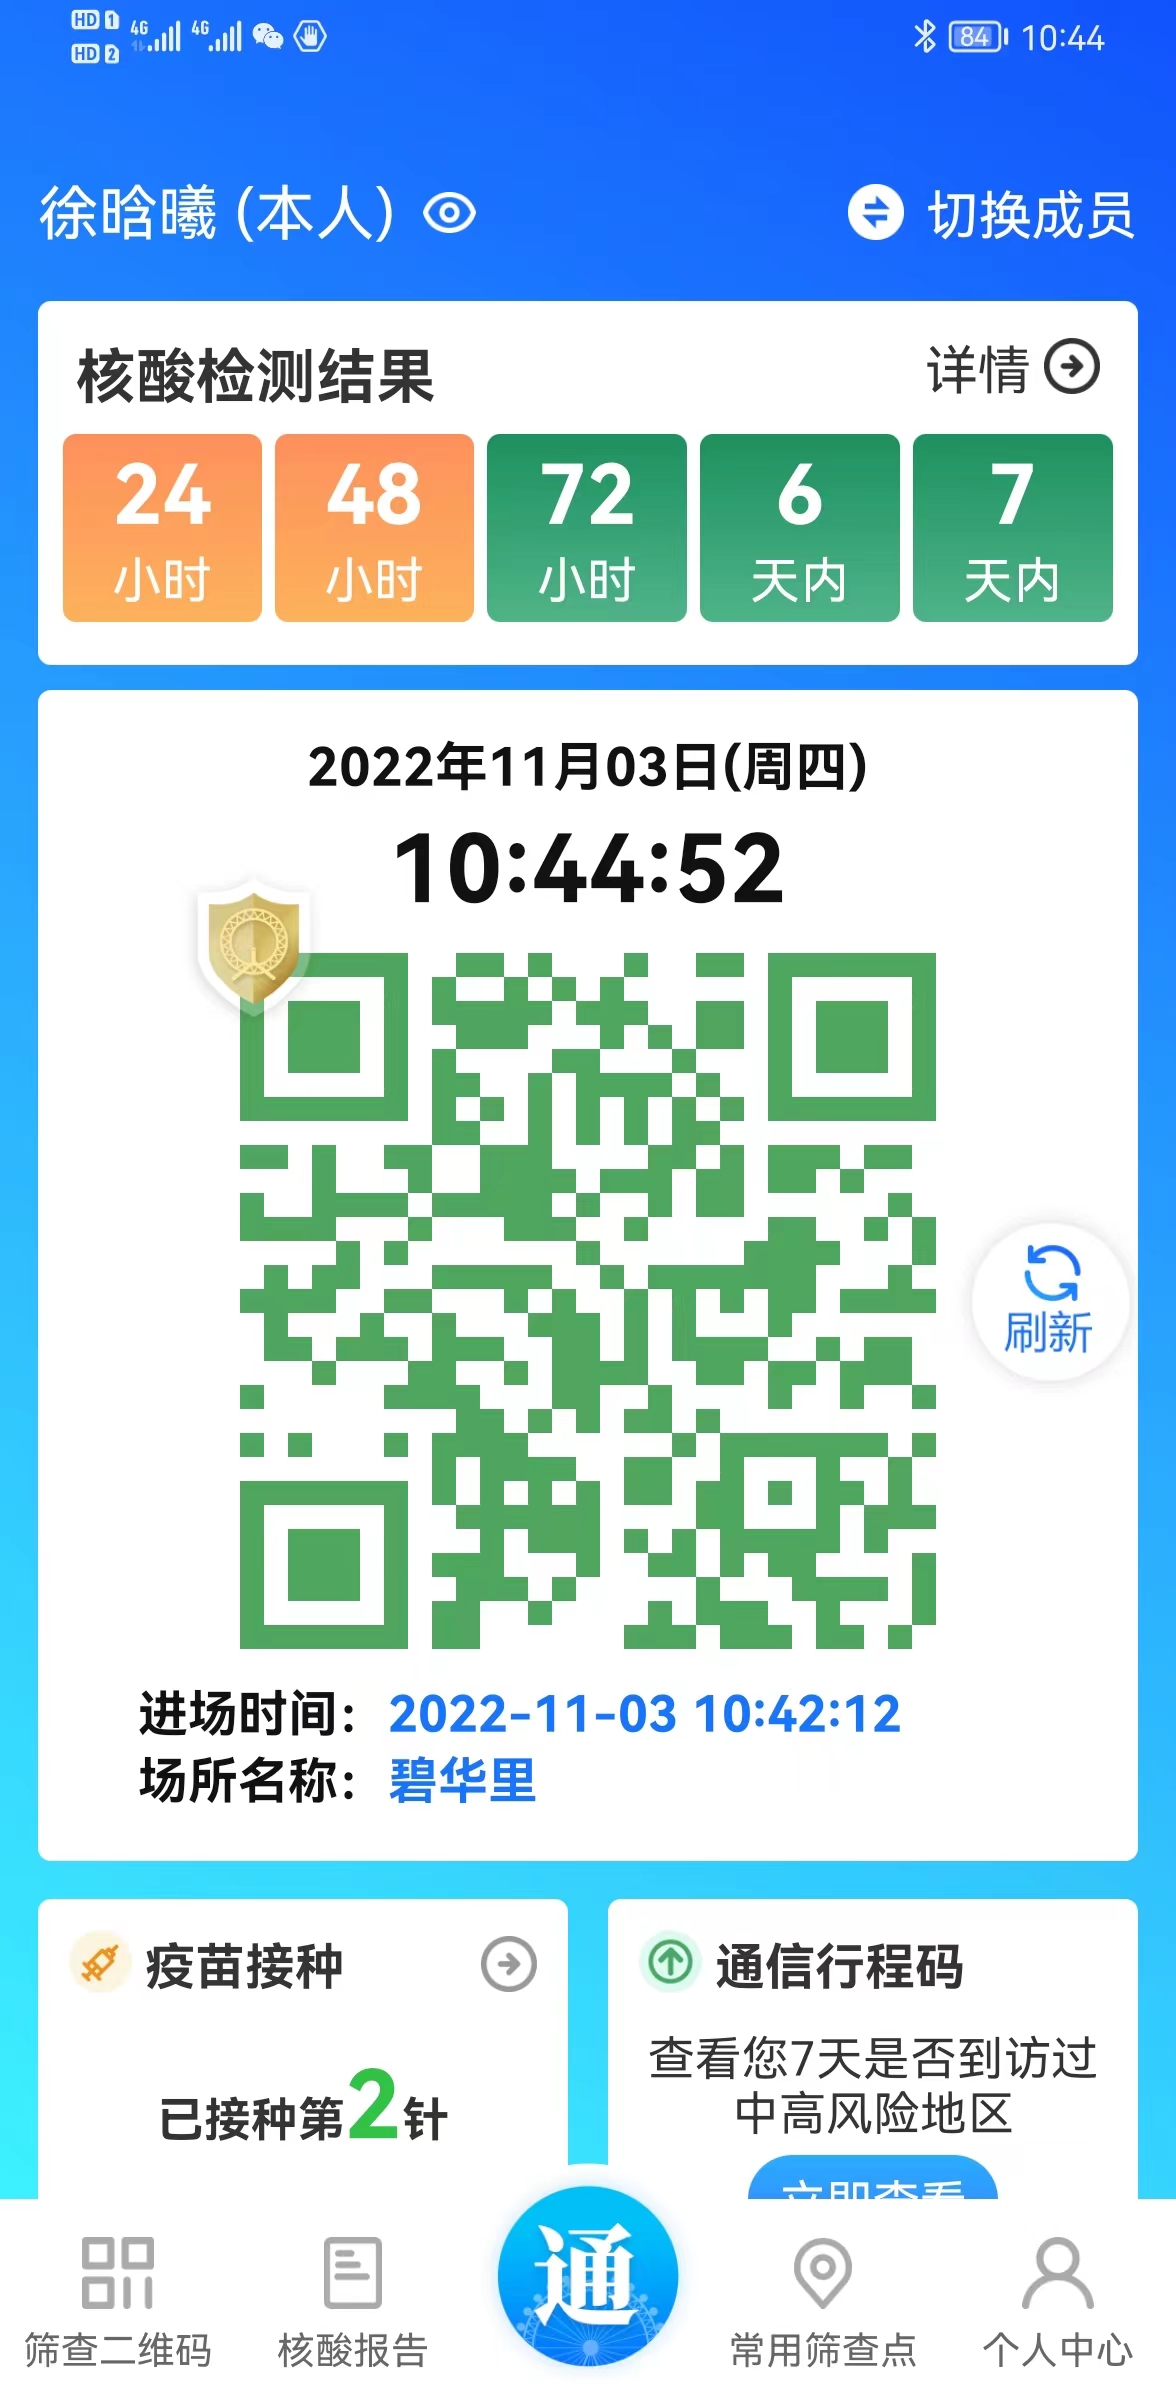 HD 1 4G 4G 84 10:44
HD 2
徐晗曦 (本人) 切换成员
核酸检测结果 详情
24 48 72 6 7
小时 小时 小时 天内 天内
2022年11月03日(周四)
10:44:52
刷新
进场时间： 2022-11-03 10:42:12
场所名称： 碧华里
疫苗接种 通信行程码
查看您7天是否到访过
中高风险地区
已接种第2针
立即查看
通
筛查二维码 核酸报告 常用筛查点 个人中心